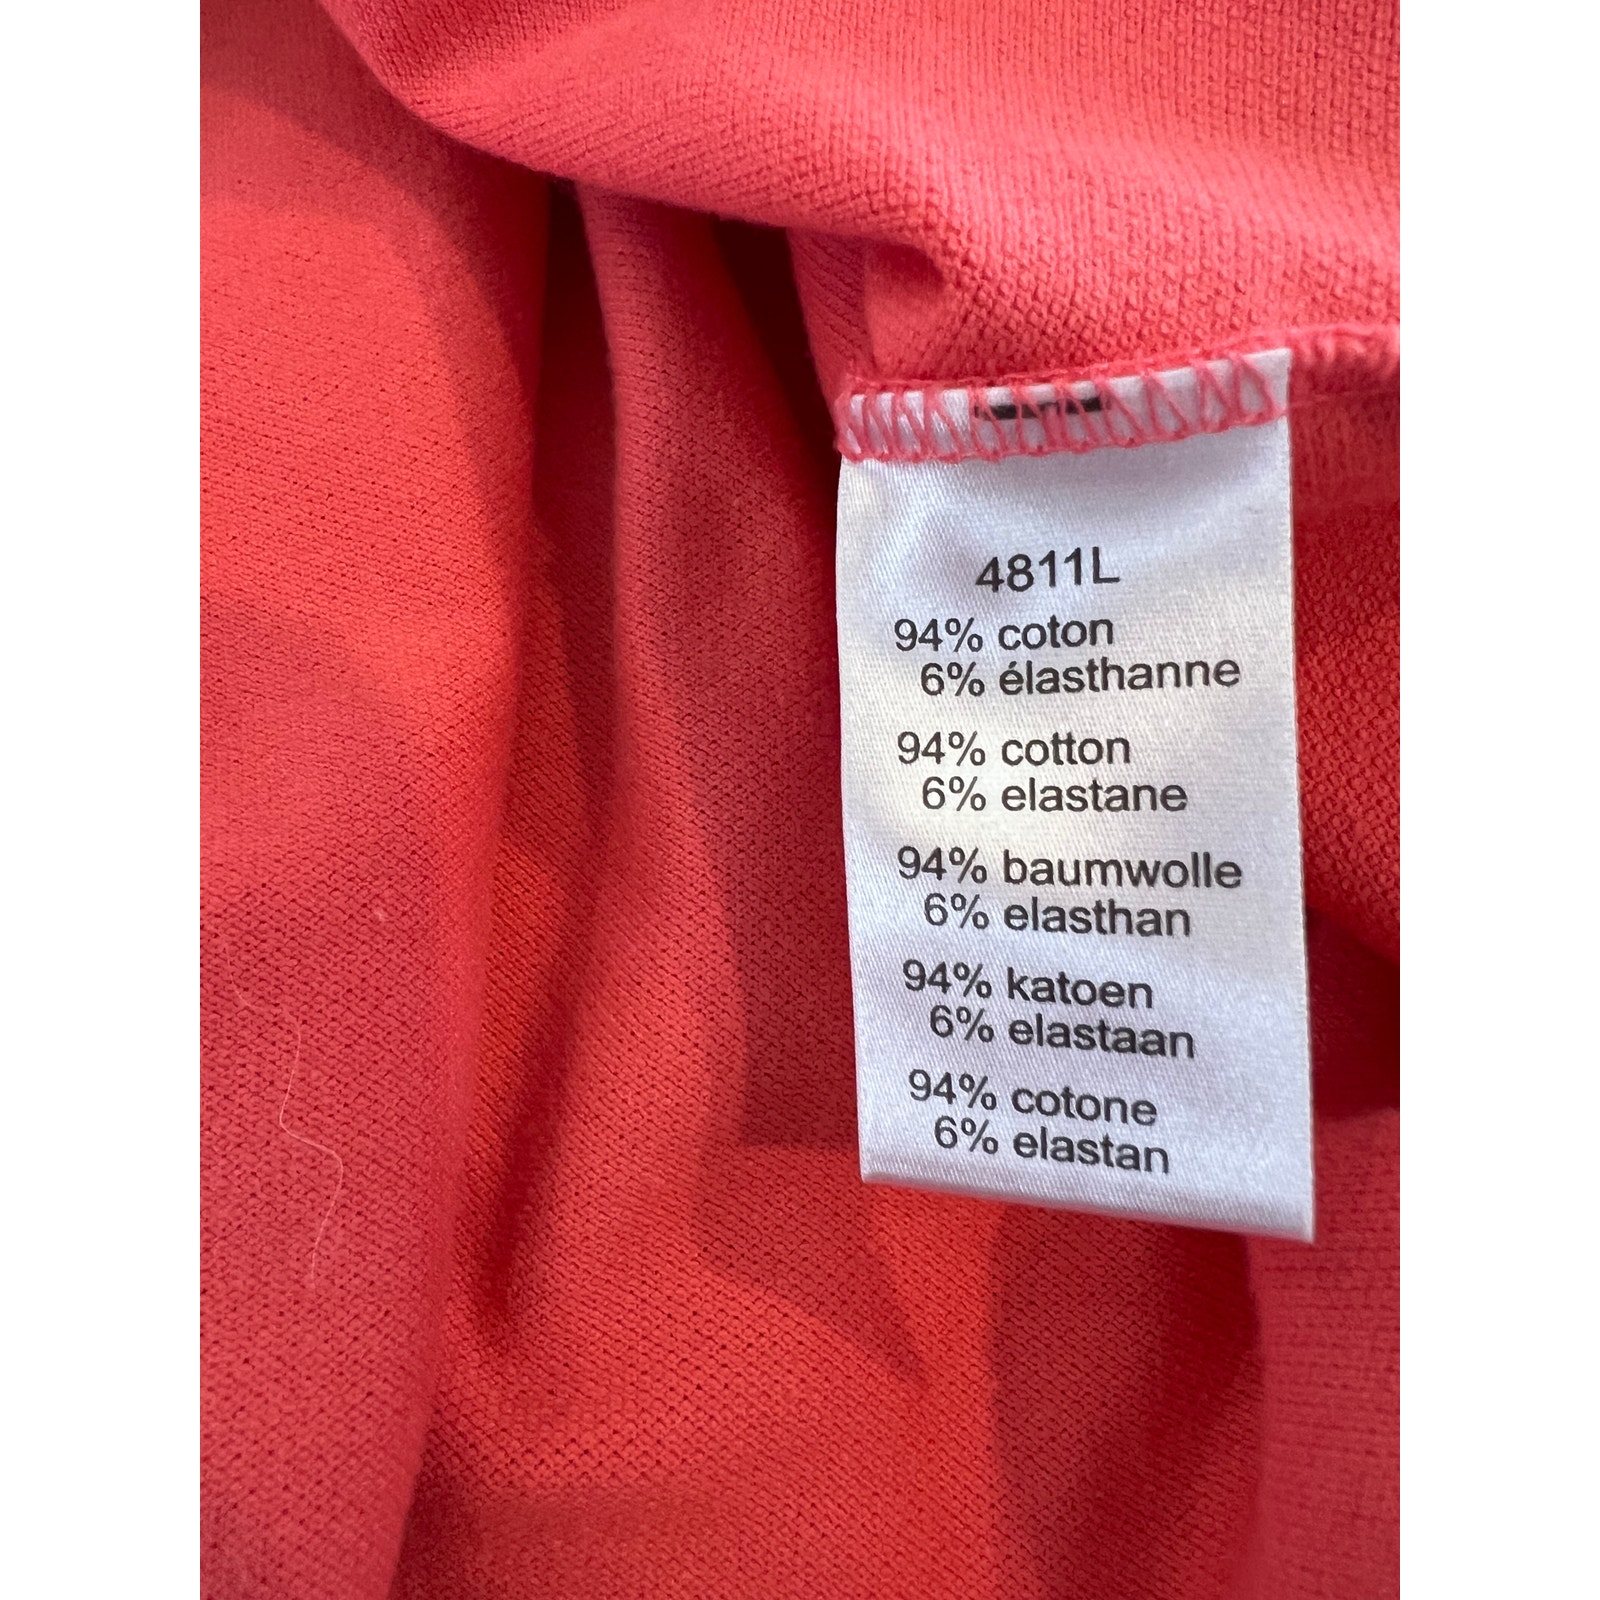 4811L
94% coton
6% élasthanne
94% cotton
6% elastane
94% baumwolle
6% elasthan
94% katoen
6% elastaan
94% cotone
6% elastan